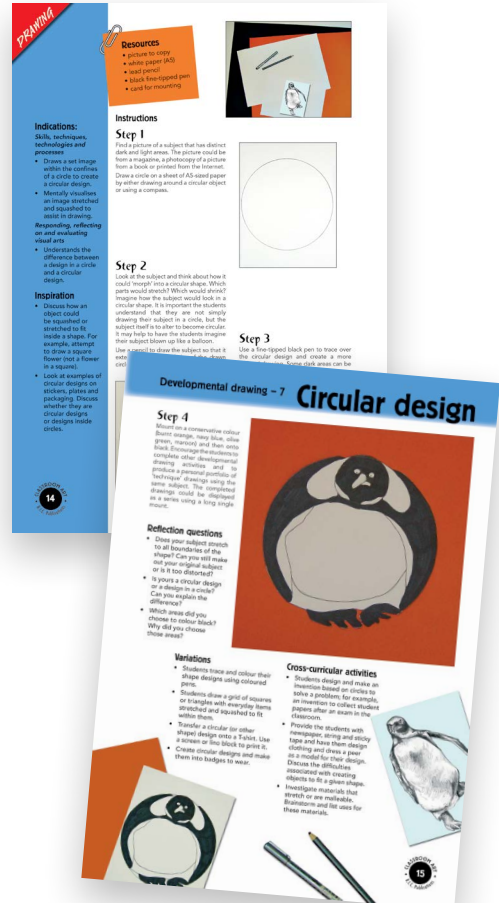 DRAWING
Resources
• picture to copy
• white paper (A5)
• lead pencil
• black fine-tipped pen
• card for mounting
Indications:
Skills, techniques,
technologies and
processes
• Draws a set image
within the confines
of a circle to create
a circular design.
• Mentally visualises
an image stretched
and squashed to
assist in drawing.
Responding, reflecting
on and evaluating
visual arts
• Understands the
difference between
a design in a circle
and a circular
design.
Inspiration
• Discuss how an
object could
be squashed or
stretched to fit
inside a shape. For
example, attempt
to draw a square
flower (not a flower
in a square).
• Look at examples of
circular designs on
stickers, plates and
packaging. Discuss
whether they are
circular designs
or designs inside
circles.
CLASSROOM ART
14
Instructions
Step 1
Find a picture of a subject that has distinct
dark and light areas. The picture could be
from a magazine, a photocopy of a picture
from a book or printed from the Internet.
Draw a circle on a sheet of A5-sized paper
by either drawing around a circular object
or using a compass.
Step 2
Look at the subject and think about how it
could 'morph' into a circular shape. Which
parts would stretch? Which would shrink?
Imagine how the subject would look in a
circular shape. It is important the students
understand that they are not simply
drawing their subject in a circle, but the
subject itself is to alter to become circular.
It may help to have the students imagine
their subject blown up like a balloon.
Use a pencil to draw the subject so that it
Step 3
Use a fine-tipped black pen to trace over
the circular design and create a more
Some dark areas can be
Developmental drawing – 7
Circular design
Step 4
Mount on a conservative colour
(burnt orange, navy blue, olive
green, maroon) and then onto
black. Encourage the students to
complete other developmental
drawing activities and to
produce a personal portfolio of
'technique' drawings using the
same subject. The completed
drawings could be displayed
as a series using a long single
mount.
Reflection questions
• Does your subject stretch
to all boundaries of the
shape? Can you still make
out your original subject
or is it too distorted?
• Is yours a circular design
or a design in a circle?
Can you explain the
difference?
• Which areas did you
choose to colour black?
Why did you choose
those areas?
Variations
• Students trace and colour their
shape designs using coloured
pens.
• Students draw a grid of squares
or triangles with everyday items
stretched and squashed to fit
within them.
• Transfer a circular (or other
shape) design onto a T-shirt. Use
a screen or lino block to print it.
• Create circular designs and make
them into badges to wear.
Cross-curricular activities
• Students design and make an
invention based on circles to
solve a problem; for example,
an invention to collect student
papers after an exam in the
classroom.
• Provide the students with
newspaper, string and sticky
tape and have them design
clothing and dress a peer
as a model for their design.
Discuss the difficulties
associated with creating
objects to fit a given shape.
• Investigate materials that
stretch or are malleable.
Brainstorm and list uses for
these materials.
CLASSROOM ART
15